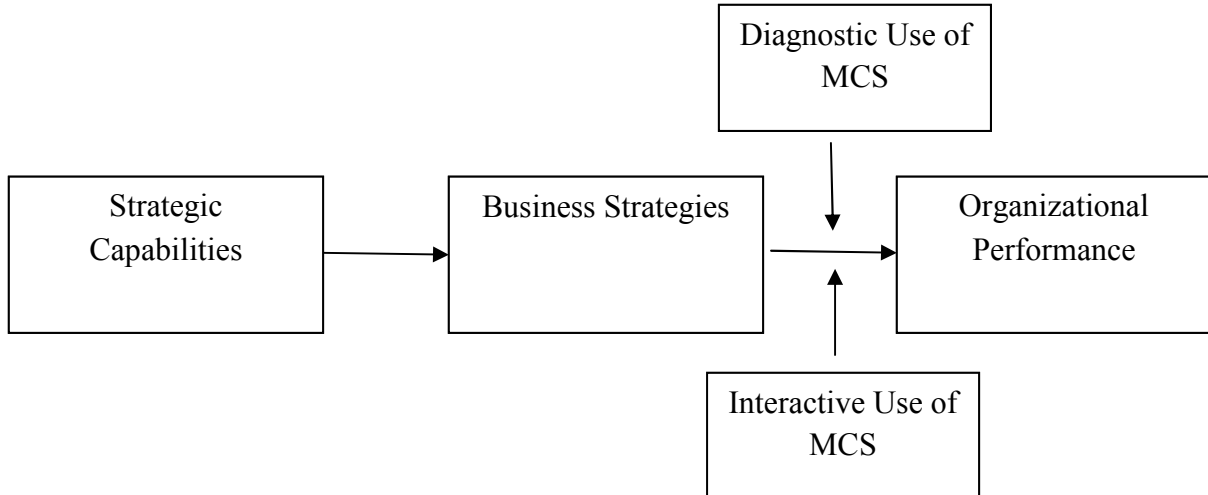 Diagnostic Use of
MCS
Strategic
Capabilities
Business Strategies
Organizational
Performance
Interactive Use of
MCS